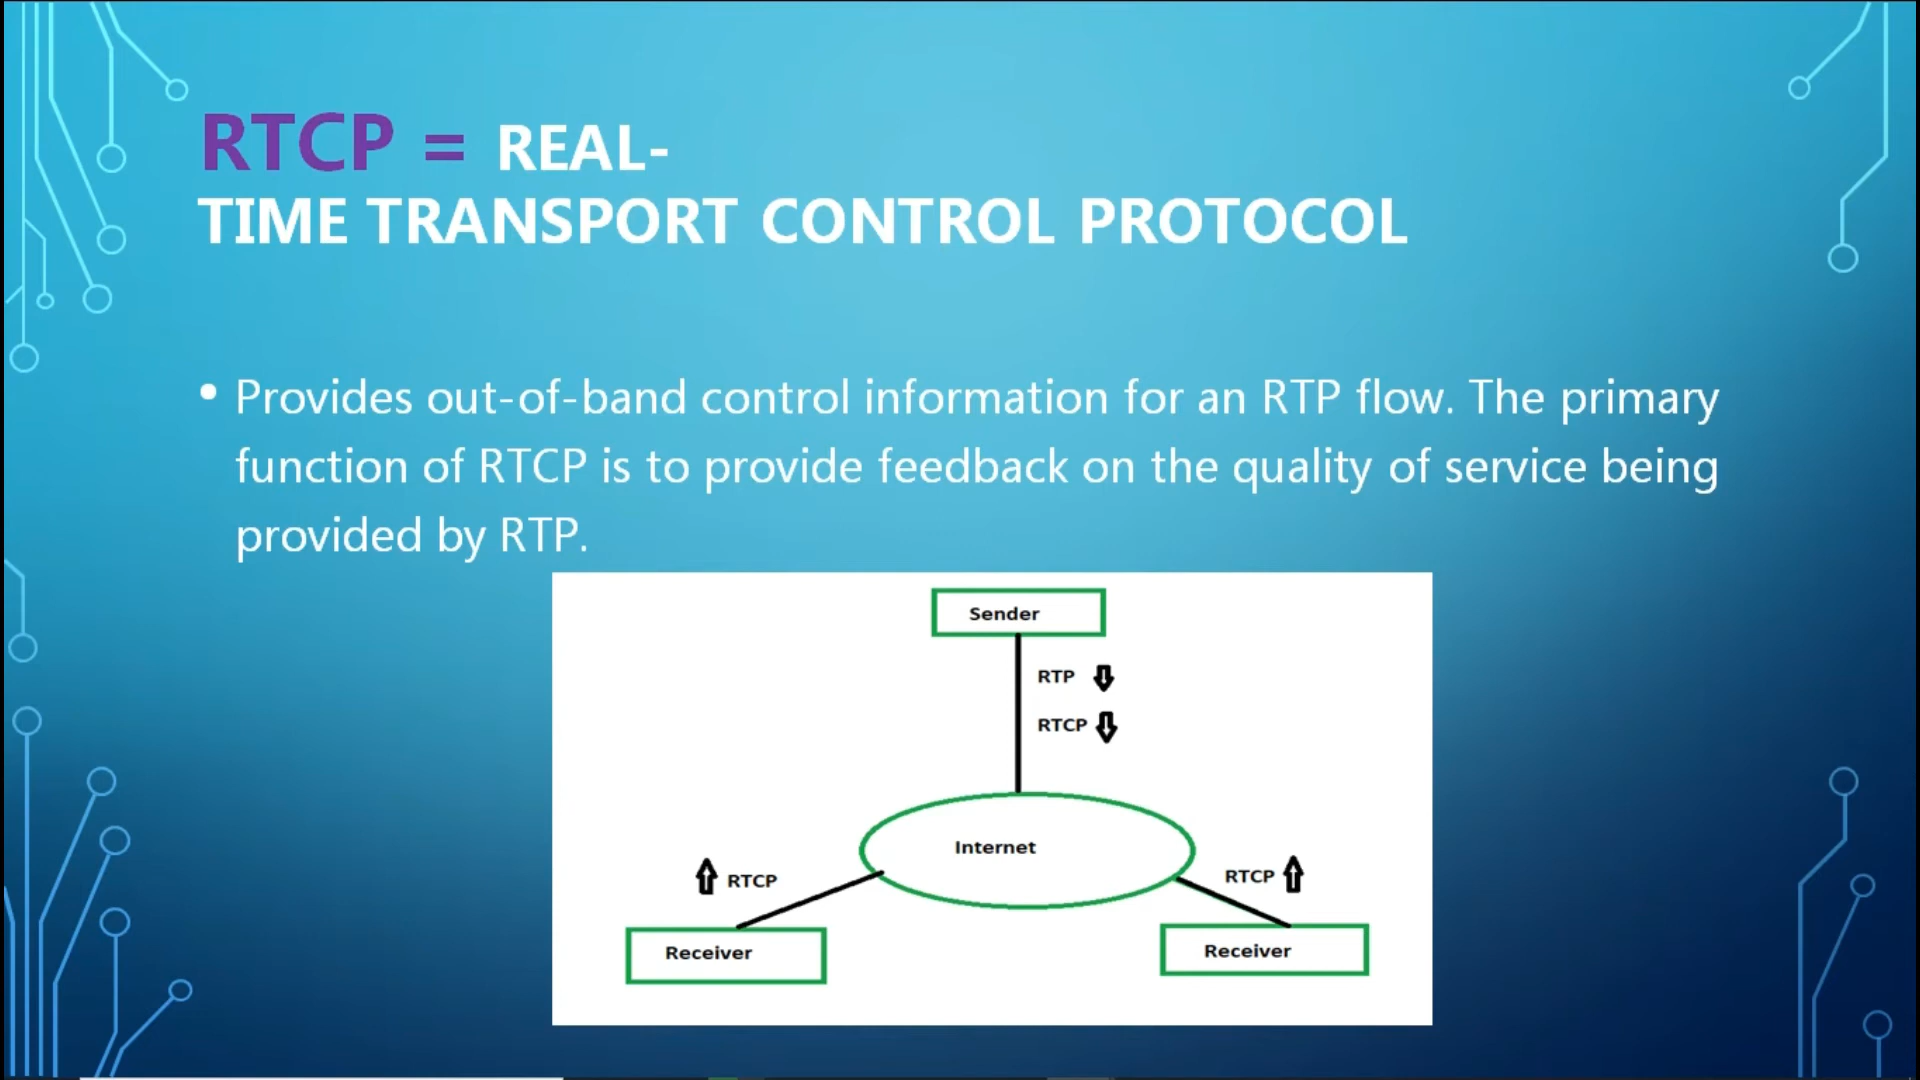 RTCP = REAL-
TIME TRANSPORT CONTROL PROTOCOL
• Provides out-of-band control information for an RTP flow. The primary
function of RTCP is to provide feedback on the quality of service being
provided by RTP.
Sender
RTP
RTCP
Internet
RTCP
RTCP
Receiver
Receiver